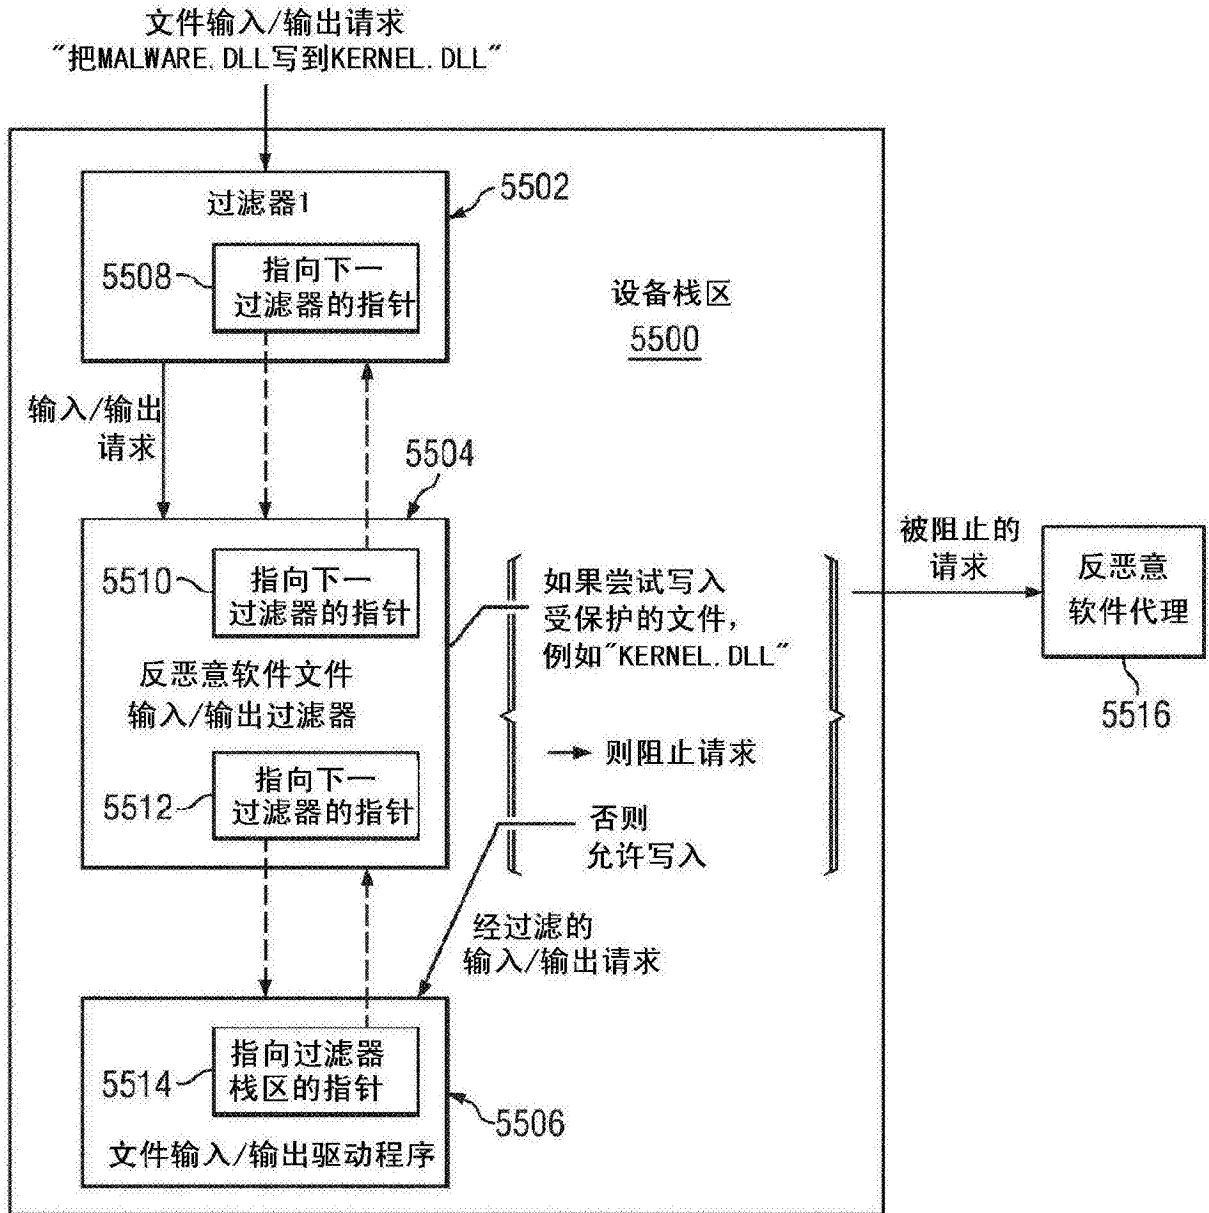 文件输入/输出请求
"把MALWARE.DLL写到KERNEL.DLL"
过滤器1
5502
5508
指向下一
过滤器的指针
设备栈区
5500
输入/输出
请求
5504
5510
指向下一
过滤器的指针
反恶意软件文件
输入/输出过滤器
5512
指向下一
过滤器的指针
如果尝试写入
受保护的文件,
例如"KERNEL.DLL"
则阻止请求
否则
允许写入
被阻止的
请求
反恶意
软件代理
5516
经过滤的
输入/输出请求
5514
指向过滤器
栈区的指针
5506
文件输入/输出驱动程序